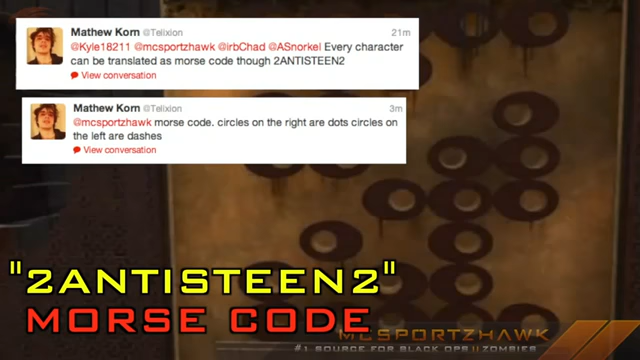 Mathew Korn @Telixion 21m
@Kyle18211 @mcsportzhawk @irbChad @ASnorkel Every character
can be translated as morse code though 2ANTISTEEN2
View conversation
Mathew Korn @Telixion 3m
@mcsportzhawk morse code. circles on the right are dots circles on
the left are dashes
View conversation
"2ANTISTEEN2"
MORSE CODE
MCSPORTZHAWK
#1 SOURCE FOR BLACK OPS II ZOMBIES